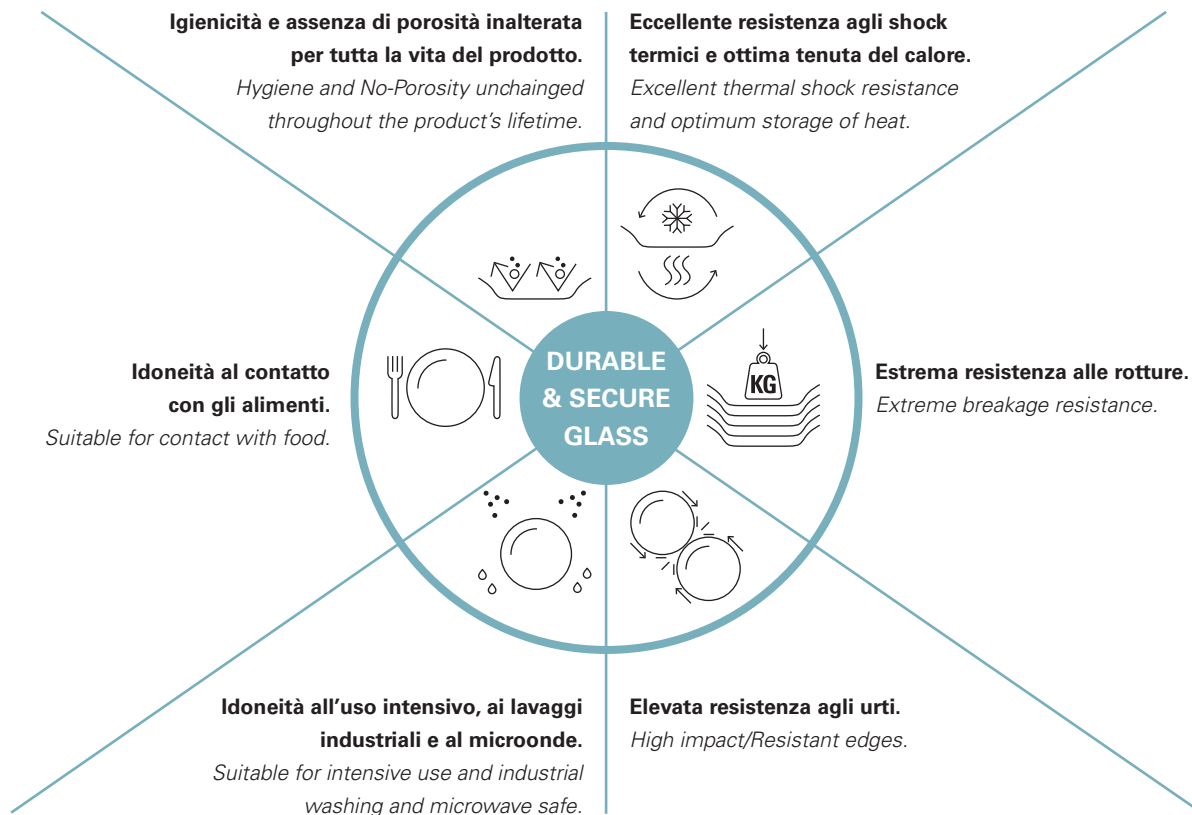 Igienicità e assenza di porosità inalterata
per tutta la vita del prodotto.
Hygiene and No-Porosity unchainged
throughout the product's lifetime.
Eccellente resistenza agli shock
termici e ottima tenuta del calore.
Excellent thermal shock resistance
and optimum storage of heat.
Idoneità al contatto
con gli alimenti.
Suitable for contact with food.
DURABLE
& SECURE
GLASS
KG
Estrema resistenza alle rotture.
Extreme breakage resistance.
Idoneità all'uso intensivo, ai lavaggi
industriali e al microonde.
Suitable for intensive use and industrial
washing and microwave safe.
Elevata resistenza agli urti.
High impact/Resistant edges.